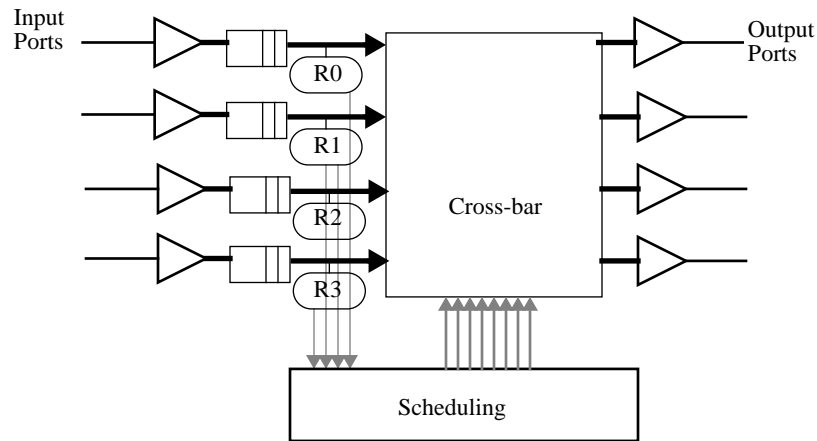 Input
Ports
Output
Ports
R0
R1
R2
Cross-bar
R3
Scheduling